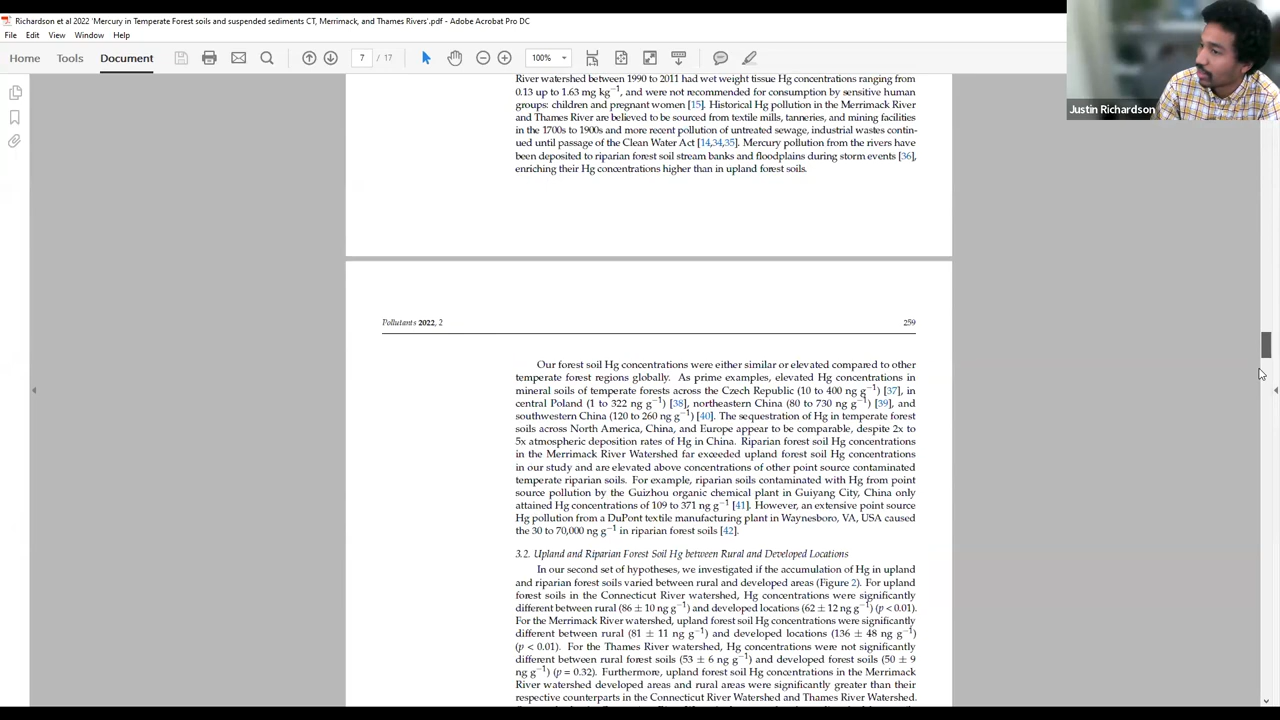 Richardson et al 2022 'Mercury in Temperate Forest soils and suspended sediments CT, Merrimack, and Thames Rivers'.pdf - Adobe Acrobat Pro DC
File Edit View Window Help
Home Tools Document 7 / 17 100%
Justin Richardson
River watershed between 1990 to 2011 had wet weight tissue Hg concentrations ranging from
0.13 up to 1.63 mg kg−1, and were not recommended for consumption by sensitive human
groups: children and pregnant women [15]. Historical Hg pollution in the Merrimack River
and Thames River are believed to be sourced from textile mills, tanneries, and mining facilities
in the 1700s to 1900s and more recent pollution of untreated sewage, industrial wastes contin-
ued until passage of the Clean Water Act [14,34,35]. Mercury pollution from the rivers have
been deposited to riparian forest soil stream banks and floodplains during storm events [36],
enriching their Hg concentrations higher than in upland forest soils.
Pollutants 2022, 2 259
Our forest soil Hg concentrations were either similar or elevated compared to other
temperate forest regions globally. As prime examples, elevated Hg concentrations in
mineral soils of temperate forests across the Czech Republic (10 to 400 ng g−1) [37], in
central Poland (1 to 322 ng g−1) [38], northeastern China (80 to 730 ng g−1) [39], and
southwestern China (120 to 260 ng g−1) [40]. The sequestration of Hg in temperate forest
soils across North America, China, and Europe appear to be comparable, despite 2x to
5x atmospheric deposition rates of Hg in China. Riparian forest soil Hg concentrations
in the Merrimack River Watershed far exceeded upland forest soil Hg concentrations
in our study and are elevated above concentrations of other point source contaminated
temperate riparian soils. For example, riparian soils contaminated with Hg from point
source pollution by the Guizhou organic chemical plant in Guiyang City, China only
attained Hg concentrations of 109 to 371 ng g−1 [41]. However, an extensive point source
Hg pollution from a DuPont textile manufacturing plant in Waynesboro, VA, USA caused
the 30 to 70,000 ng g−1 in riparian forest soils [42].
3.2. Upland and Riparian Forest Soil Hg between Rural and Developed Locations
In our second set of hypotheses, we investigated if the accumulation of Hg in upland
and riparian forest soils varied between rural and developed areas (Figure 2). For upland
forest soils in the Connecticut River watershed, Hg concentrations were significantly
different between rural (86 ± 10 ng g−1) and developed locations (62 ± 12 ng g−1) (p < 0.01).
For the Merrimack River watershed, upland forest soil Hg concentrations were significantly
different between rural (81 ± 11 ng g−1) and developed locations (136 ± 48 ng g−1)
(p < 0.01). For the Thames River watershed, Hg concentrations were not significantly
different between rural forest soils (53 ± 6 ng g−1) and developed forest soils (50 ± 9
ng g−1) (p = 0.32). Furthermore, upland forest soil Hg concentrations in the Merrimack
River watershed developed areas and rural areas were significantly greater than their
respective counterparts in the Connecticut River Watershed and Thames River Watershed.